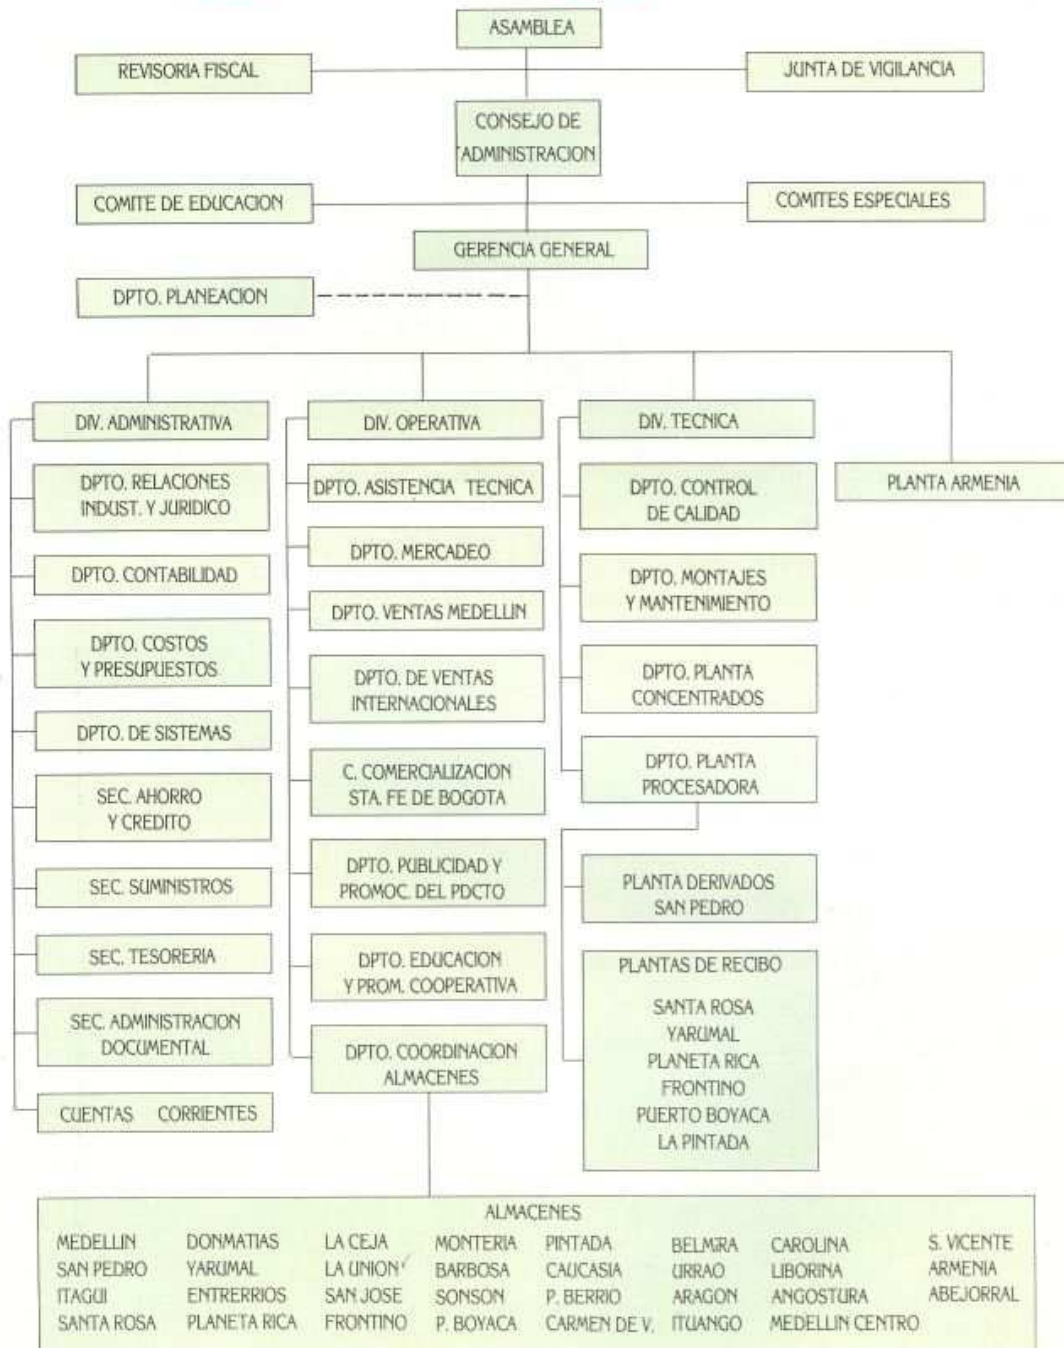 ASAMBLEA
REVISORIA FISCAL
JUNTA DE VIGILANCIA
CONSEJO DE
ADMINISTRACION
COMITE DE EDUCACION
COMITES ESPECIALES
GERENCIA GENERAL
DPTO. PLANEACION
DIV. ADMINISTRATIVA
DPTO. RELACIONES
INDUST. Y JURIDICO
DPTO. CONTABILIDAD
DPTO. COSTOS
Y PRESUPUESTOS
DPTO. DE SISTEMAS
SEC. AHORRO
Y CREDITO
SEC. SUMINISTROS
SEC. TESORERIA
SEC. ADMINISTRACION
DOCUMENTAL
CUENTAS CORRIENTES
DIV. OPERATIVA
DPTO. ASISTENCIA TECNICA
DPTO. MERCADEO
DPTO. VENTAS MEDELLIN
DPTO. DE VENTAS
INTERNACIONALES
C. COMERCIALIZACION
STA. FE DE BOGOTA
DPTO. PUBLICIDAD Y
PROMOC. DEL PDCTO
DPTO. EDUCACION
Y PROM. COOPERATIVA
DPTO. COORDINACION
ALMACENES
DIV. TECNICA
DPTO. CONTROL
DE CALIDAD
DPTO. MONTAJES
Y MANTENIMIENTO
DPTO. PLANTA
CONCENTRADOS
DPTO. PLANTA
PROCESADORA
PLANTA DERIVADOS
SAN PEDRO
PLANTAS DE RECIBO
SANTA ROSA
YARUMAL
PLANETA RICA
FRONTINO
PUERTO BOYACA
LA PINTADA
PLANTA ARMENIA
ALMACENES
MEDELLIN DONMATIAS LA CEJA MONTERIA PINTADA BELMIRA CAROLINA S. VICENTE
SAN PEDRO YARUMAL LA UNION BARBOSA CAUCASIA URRAO LIBORINA ARMENIA
ITAGUI ENTRERRIOS SAN JOSE SONSON P. BERRIO ARAGON ANGOSTURA ABEJORRAL
SANTA ROSA PLANETA RICA FRONTINO P. BOYACA CARMEN DE V. ITUANGO MEDELLIN CENTRO